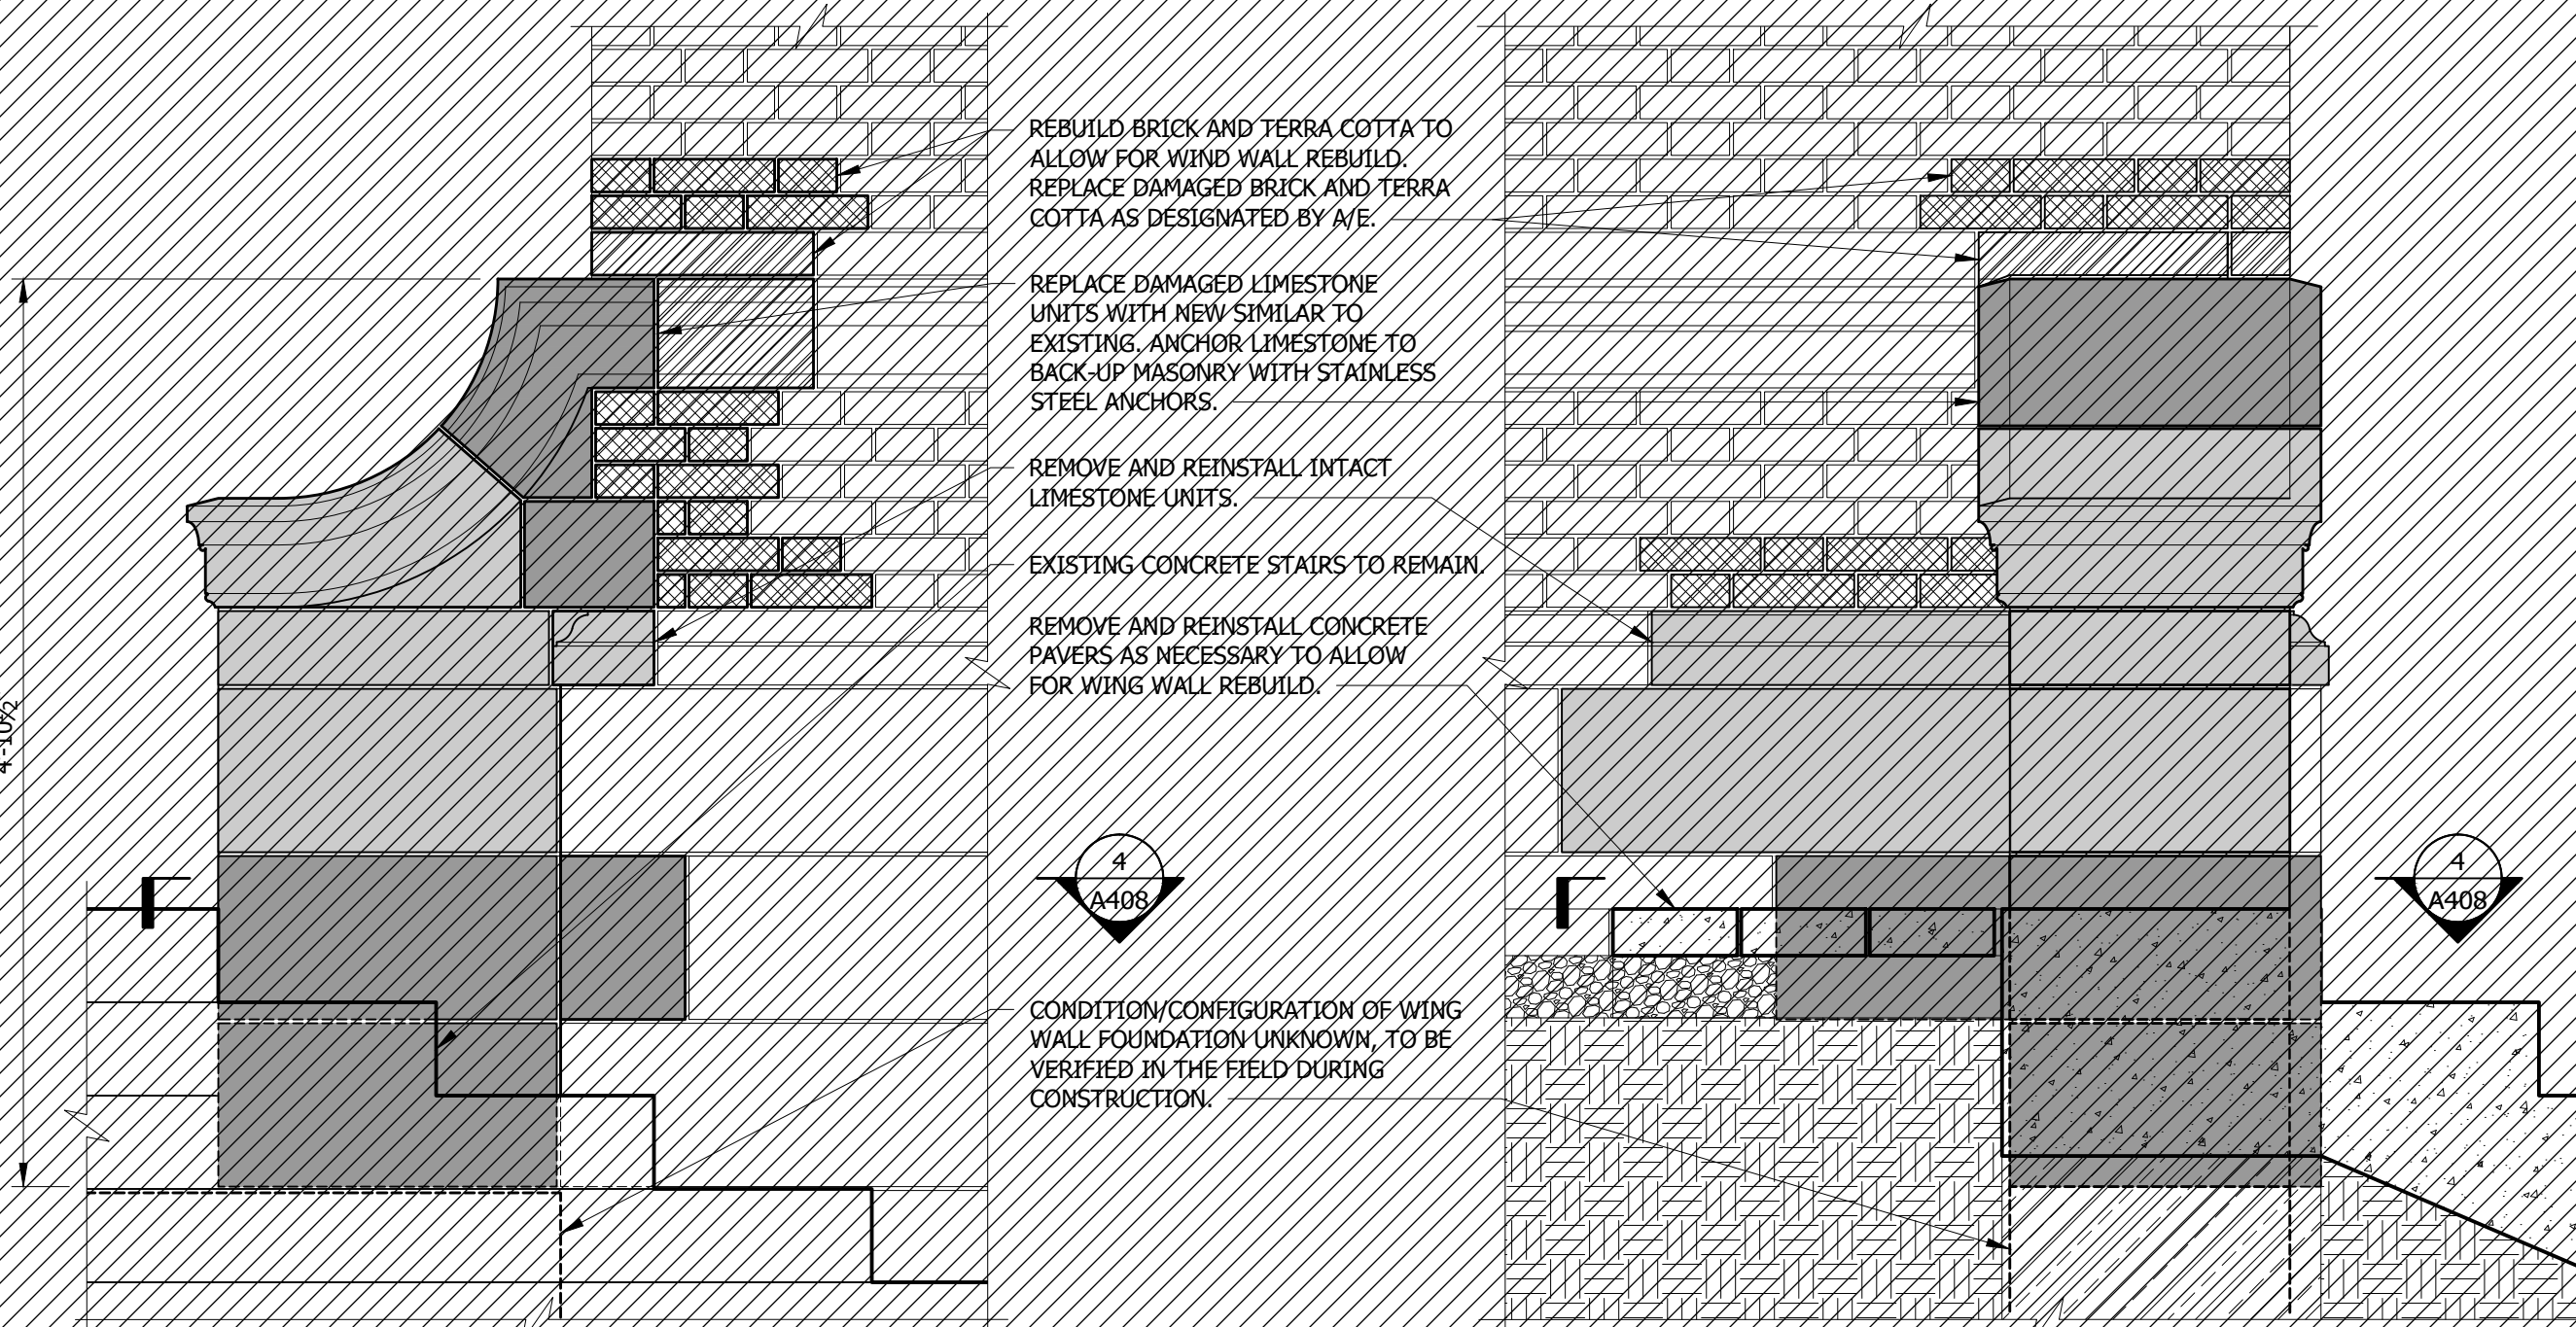 REBUILD BRICK AND TERRA COTTA TO
ALLOW FOR WIND WALL REBUILD.
REPLACE DAMAGED BRICK AND TERRA
COTTA AS DESIGNATED BY A/E.
REPLACE DAMAGED LIMESTONE
UNITS WITH NEW SIMILAR TO
EXISTING. ANCHOR LIMESTONE TO
BACK-UP MASONRY WITH STAINLESS
STEEL ANCHORS.
REMOVE AND REINSTALL INTACT
LIMESTONE UNITS.
EXISTING CONCRETE STAIRS TO REMAIN.
REMOVE AND REINSTALL CONCRETE
PAVERS AS NECESSARY TO ALLOW
FOR WING WALL REBUILD.
4'-10½
4
A408
4
A408
CONDITION/CONFIGURATION OF WING
WALL FOUNDATION UNKNOWN, TO BE
VERIFIED IN THE FIELD DURING
CONSTRUCTION.